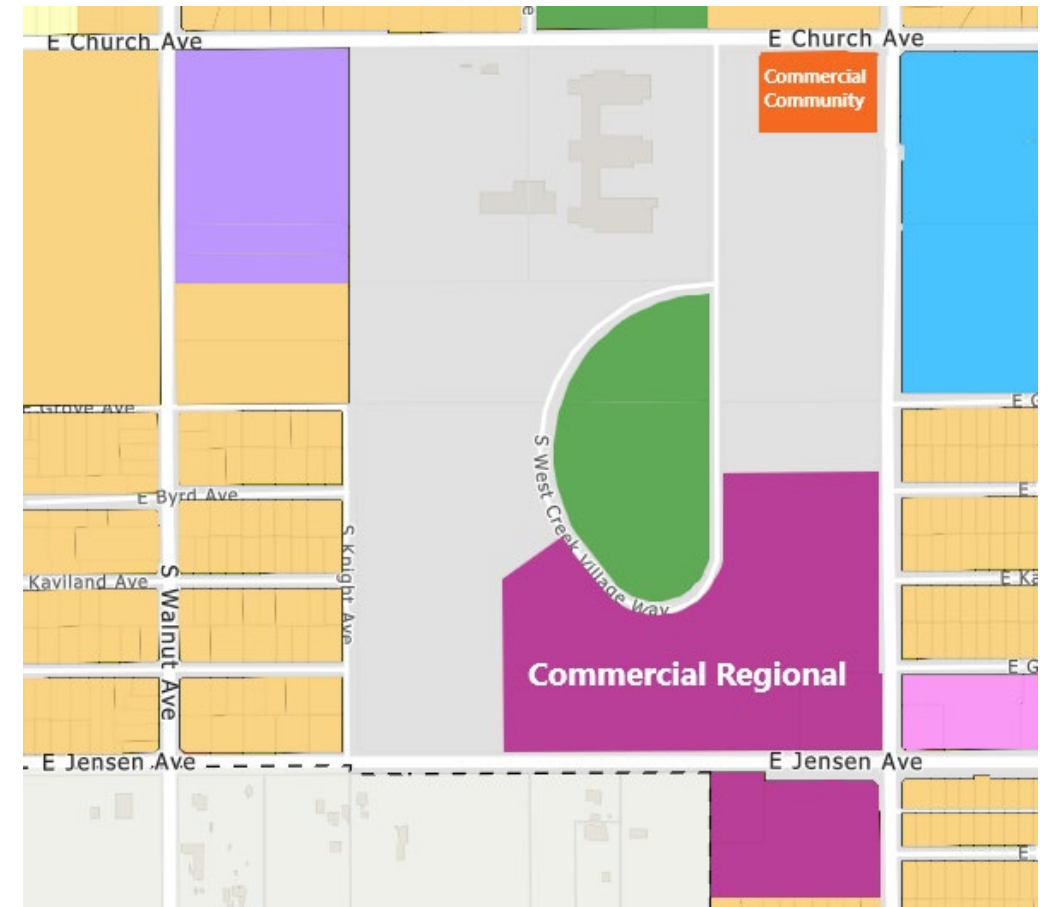 E Church Ave
E Church Ave
Commercial
Community
E Grove Ave
E Byrd Ave
S West Creek Village Way
S Knight Ave
Kaviland Ave
S Walnut Ave
E Ka
E G
Commercial Regional
E Jensen Ave
E Jensen Ave